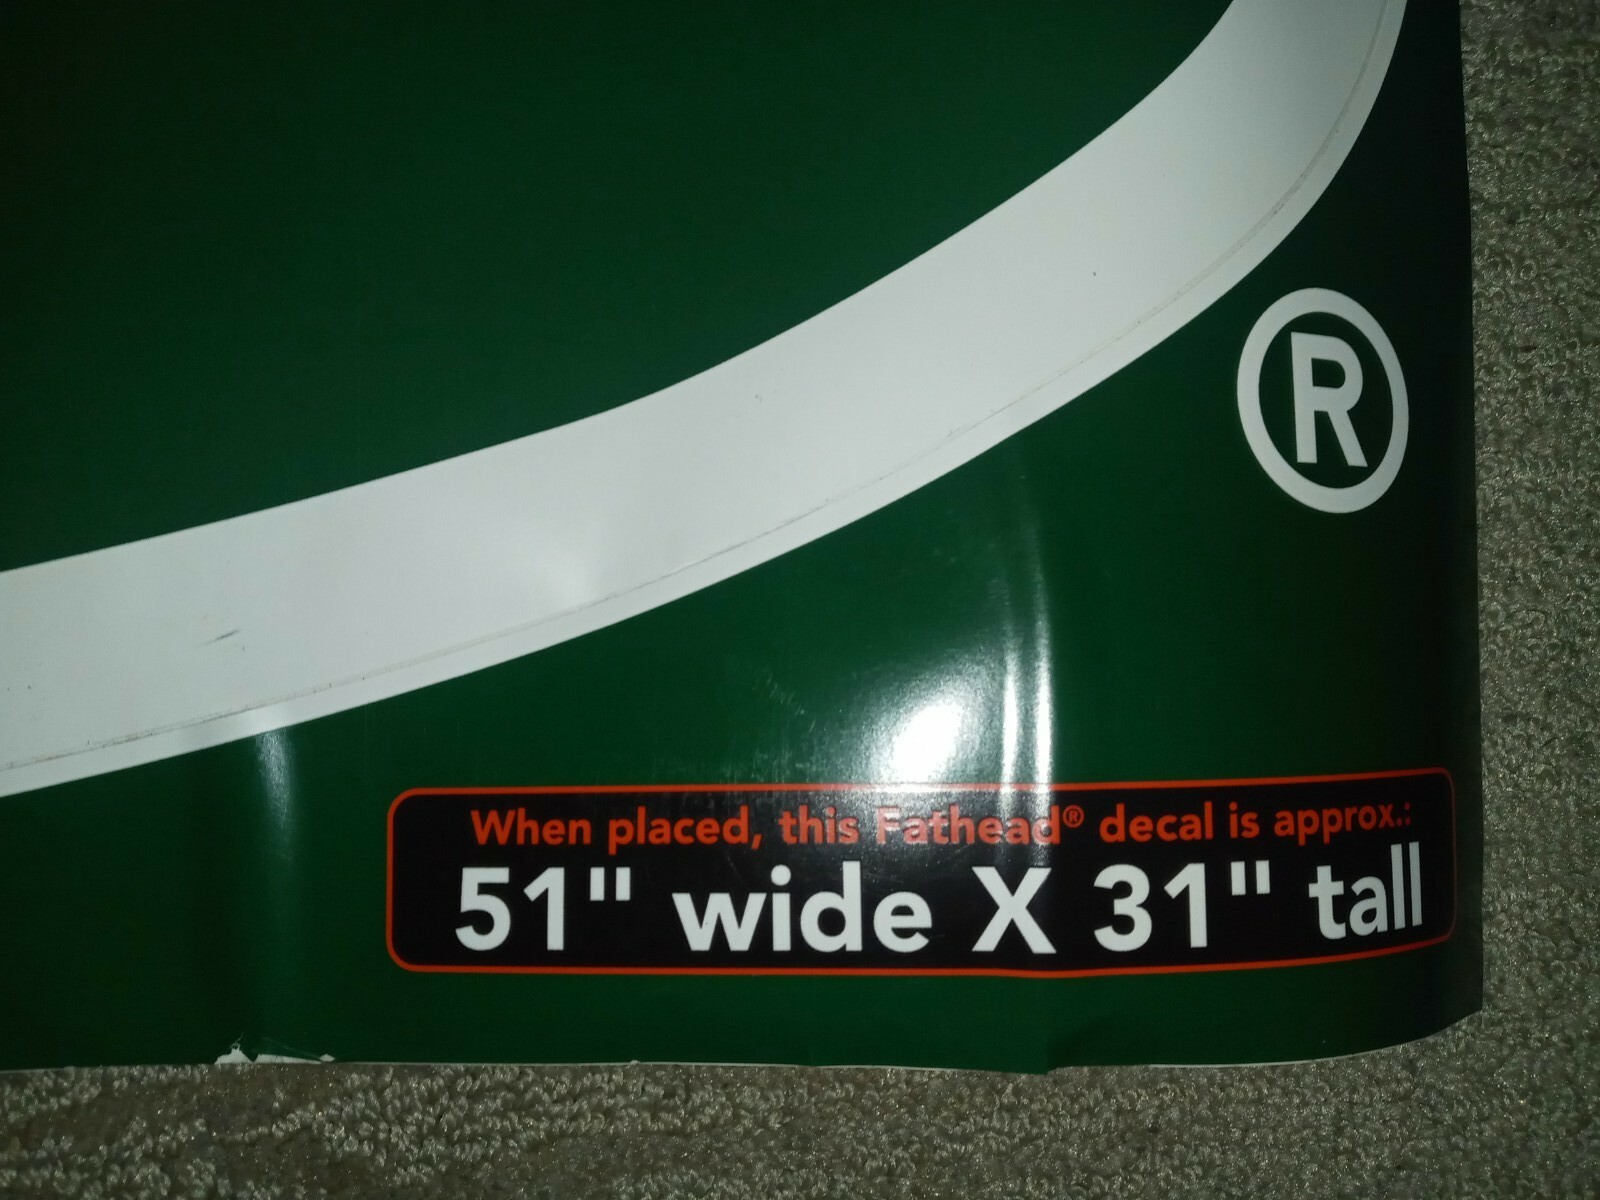 ®
When placed, this Fathead® decal is approx.:
51" wide X 31" tall